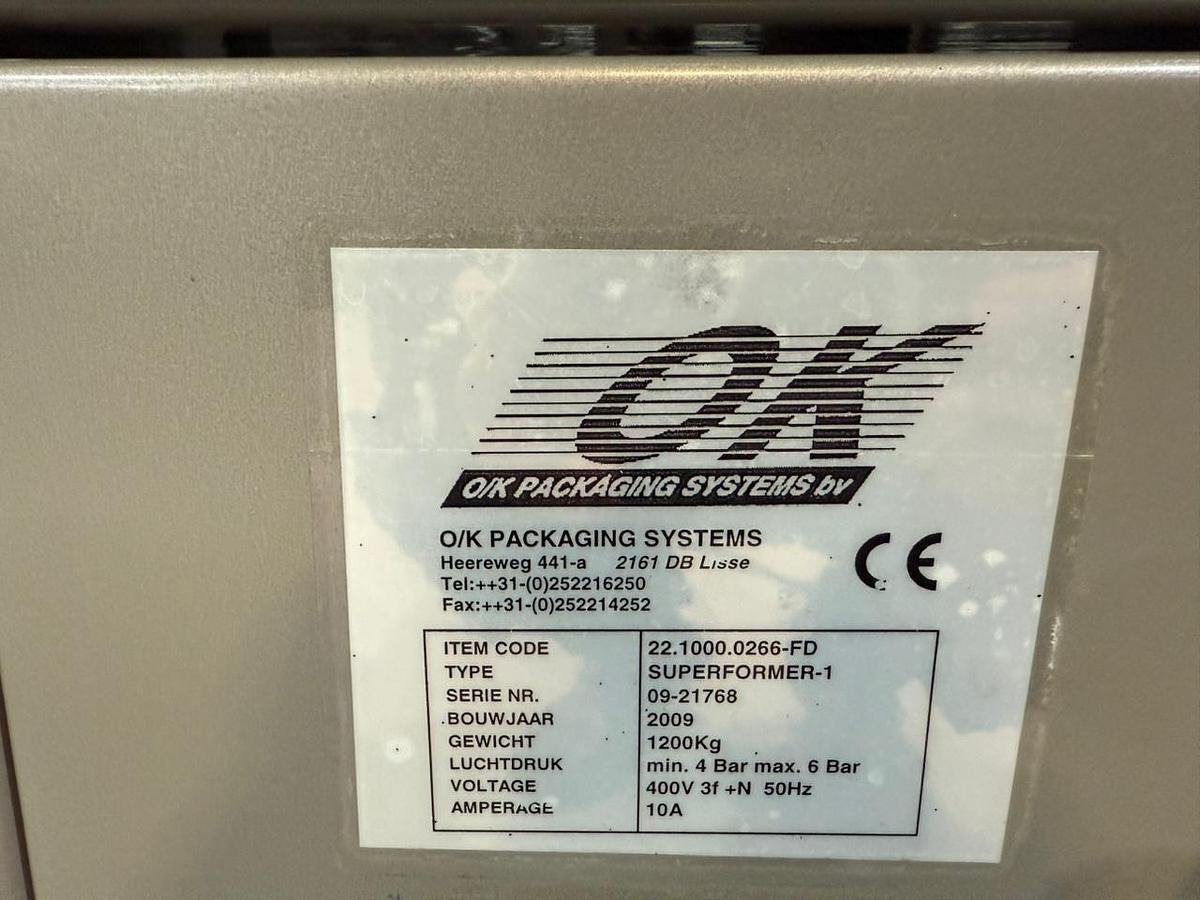 OK
O/K PACKAGING SYSTEMS bv
O/K PACKAGING SYSTEMS
Heereweg 441-a 2161 DB Lisse
Tel:++31-(0)252216250
Fax:++31-(0)252214252
CE
ITEM CODE 22.1000.0266-FD
TYPE SUPERFORMER-1
SERIE NR. 09-21768
BOUWJAAR 2009
GEWICHT 1200Kg
LUCHTDRUK min. 4 Bar max. 6 Bar
VOLTAGE 400V 3f +N 50Hz
AMPERAGE 10A